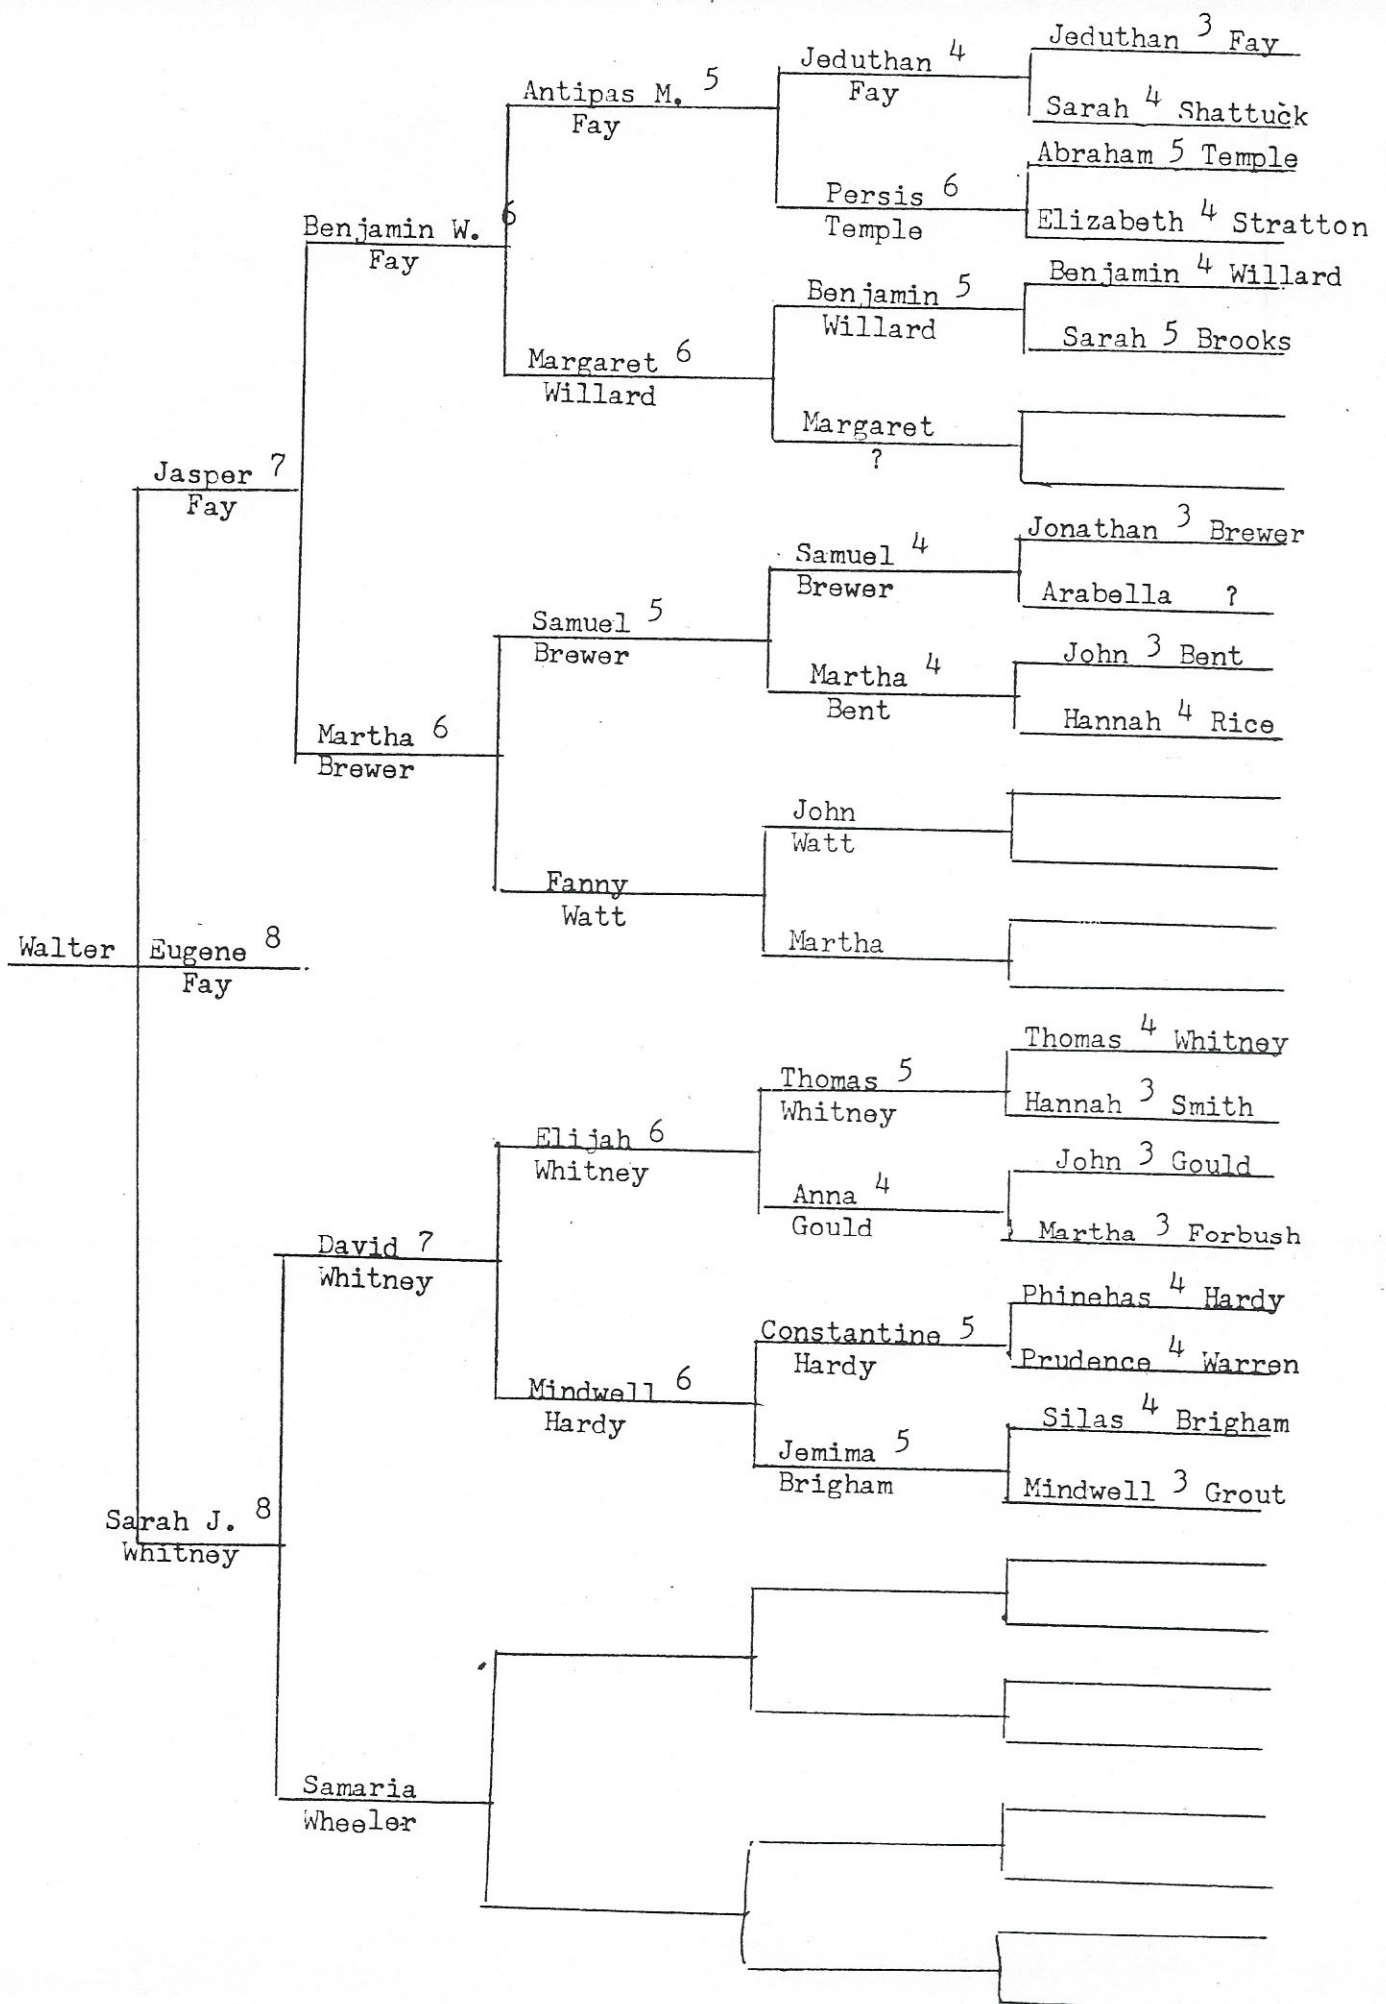 Jeduthan 3 Fay
Jeduthan 4
Fay
Antipas M. 5
Fay
Sarah 4 Shattuck
Abraham 5 Temple
Persis 6
Temple
Elizabeth 4 Stratton
Benjamin W. 6
Fay
Benjamin 4 Willard
Benjamin 5
Willard
Sarah 5 Brooks
Margaret 6
Willard
Margaret
?
Jasper 7
Fay
Jonathan 3 Brewer
Samuel 4
Brewer
Arabella ?
Samuel 5
Brewer
John 3 Bent
Martha 4
Bent
Hannah 4 Rice
Martha 6
Brewer
John
Watt
Fanny
Watt
Martha
Walter Eugene 8
Fay
Thomas 4 Whitney
Thomas 5
Whitney
Hannah 3 Smith
Elijah 6
Whitney
John 3 Gould
Anna 4
Gould
Martha 3 Forbush
David 7
Whitney
Phinehas 4 Hardy
Constantine 5
Hardy
Prudence 4 Warren
Mindwell 6
Hardy
Silas 4 Brigham
Jemima 5
Brigham
Mindwell 3 Grout
Sarah J. 8
Whitney
Samaria
Wheeler